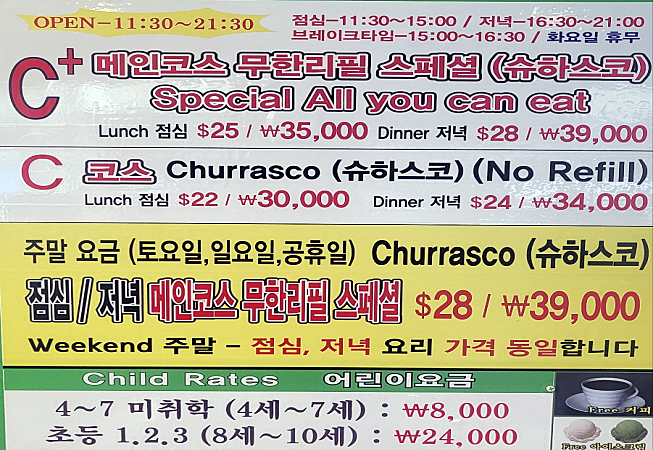 OPEN-11:30~21:30
점심-11:30~15:00 / 저녁-16:30~21:00
브레이크타임-15:00~16:30 / 화요일 휴무
C+ 메인코스 무한리필 스페셜 (슈하스코)
Special All you can eat
Lunch 점심 $25 / ₩35,000 Dinner 저녁 $28 / ₩39,000
C 코스 Churrasco (슈하스코) (No Refill)
Lunch 점심 $22 / ₩30,000 Dinner 저녁 $24 / ₩34,000
주말 요금 (토요일,일요일,공휴일) Churrasco (슈하스코)
점심 / 저녁 메인코스 무한리필 스페셜 $28 / ₩39,000
Weekend 주말 - 점심, 저녁 요리 가격 동일합니다
Child Rates 어린이요금
4~7 미취학 (4세~7세) : ₩8,000
초등 1.2.3 (8세~10세) : ₩24,000
Free 커피
Free 아이스크림